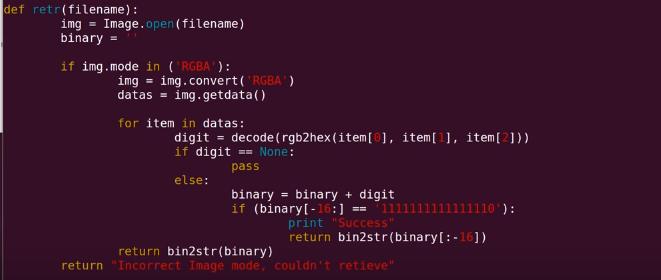 def retr(filename):
        img = Image.open(filename)
        binary = ''

        if img.mode in ('RGBA'):
                img = img.convert('RGBA')
                datas = img.getdata()

                for item in datas:
                        digit = decode(rgb2hex(item[0], item[1], item[2]))
                        if digit == None:
                                pass
                        else:
                                binary = binary + digit
                                if (binary[-16:] == '1111111111111110'):
                                        print "Success"
                                        return bin2str(binary[:-16])
                return bin2str(binary)
        return "Incorrect Image mode, couldn't retieve"